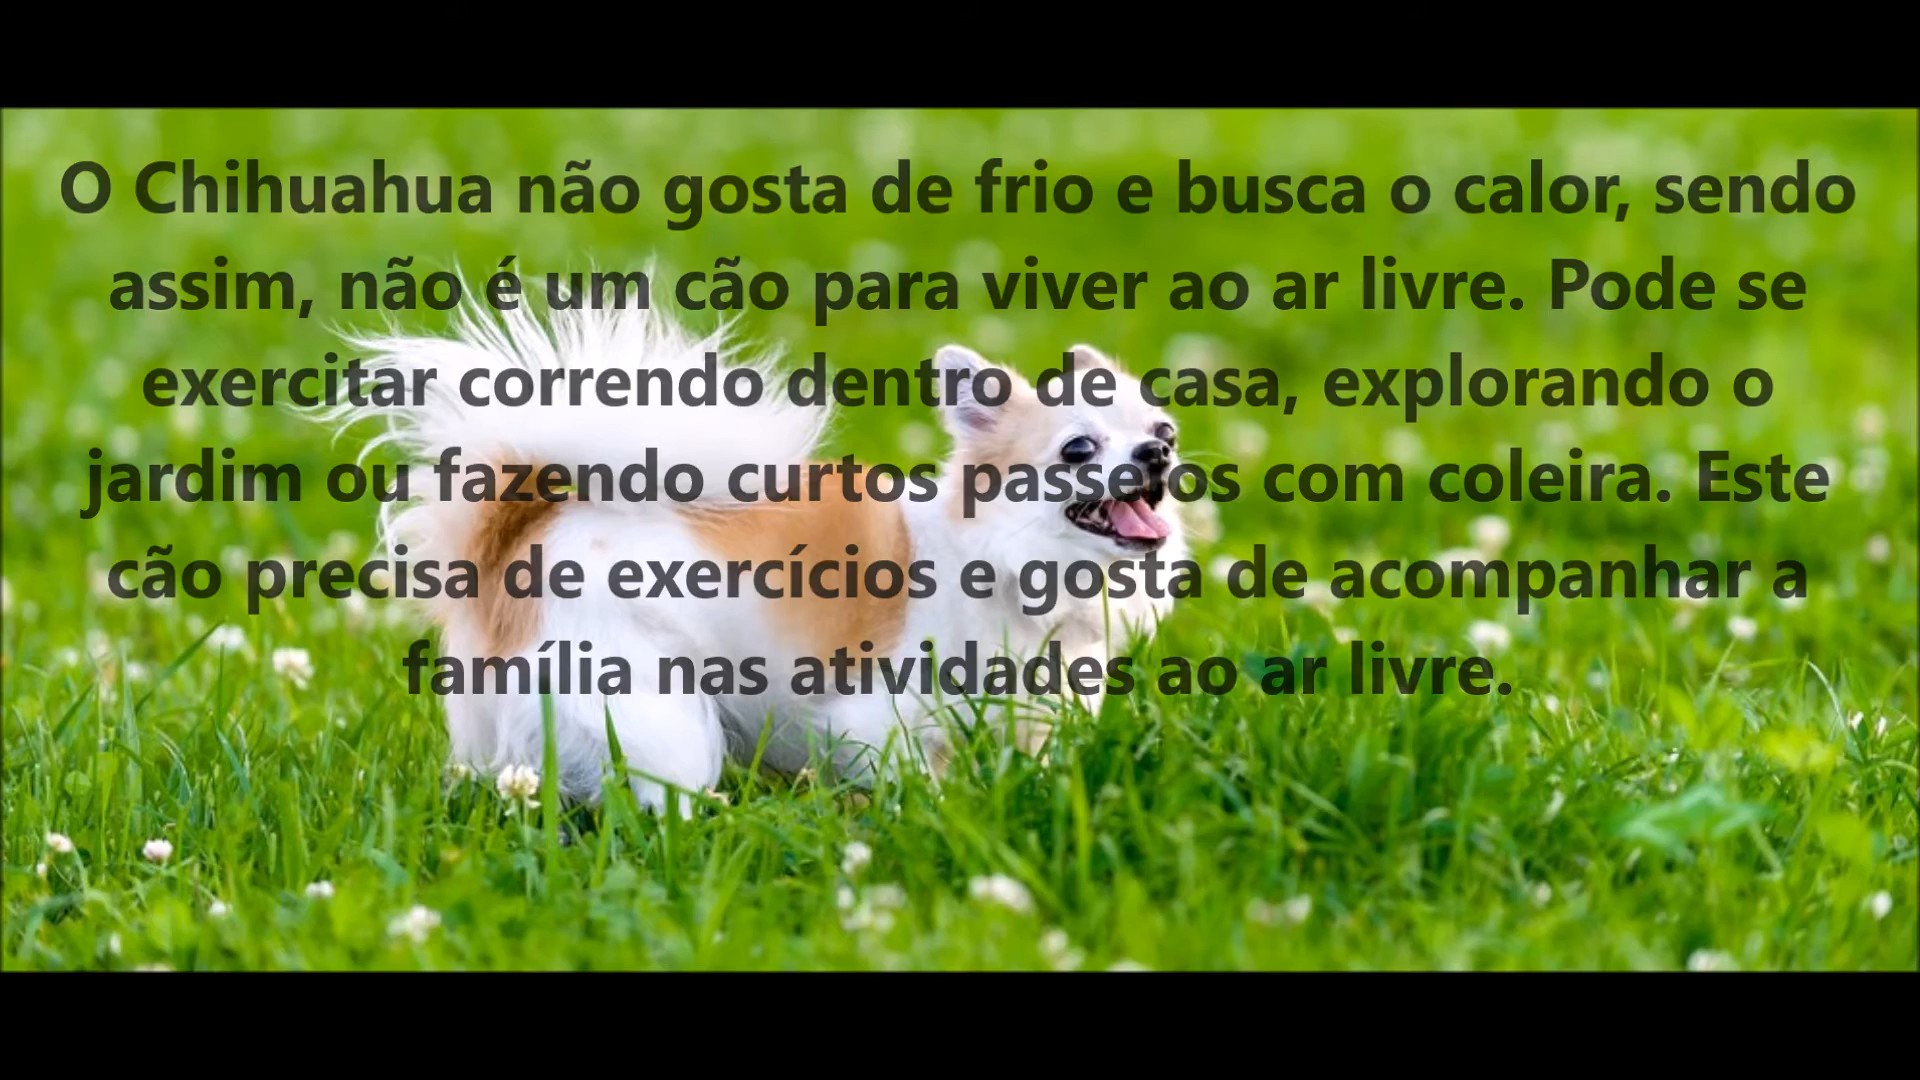 O Chihuahua não gosta de frio e busca o calor, sendo
assim, não é um cão para viver ao ar livre. Pode se
exercitar correndo dentro de casa, explorando o
jardim ou fazendo curtos passeios com coleira. Este
cão precisa de exercícios e gosta de acompanhar a
família nas atividades ao ar livre.